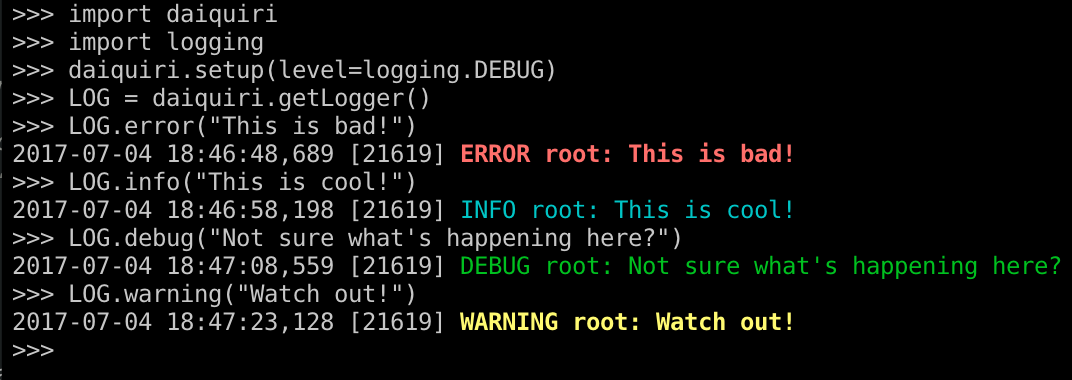 >>> import daiquiri
>>> import logging
>>> daiquiri.setup(level=logging.DEBUG)
>>> LOG = daiquiri.getLogger()
>>> LOG.error("This is bad!")
2017-07-04 18:46:48,689 [21619] ERROR root: This is bad!
>>> LOG.info("This is cool!")
2017-07-04 18:46:58,198 [21619] INFO root: This is cool!
>>> LOG.debug("Not sure what's happening here?")
2017-07-04 18:47:08,559 [21619] DEBUG root: Not sure what's happening here?
>>> LOG.warning("Watch out!")
2017-07-04 18:47:23,128 [21619] WARNING root: Watch out!
>>>